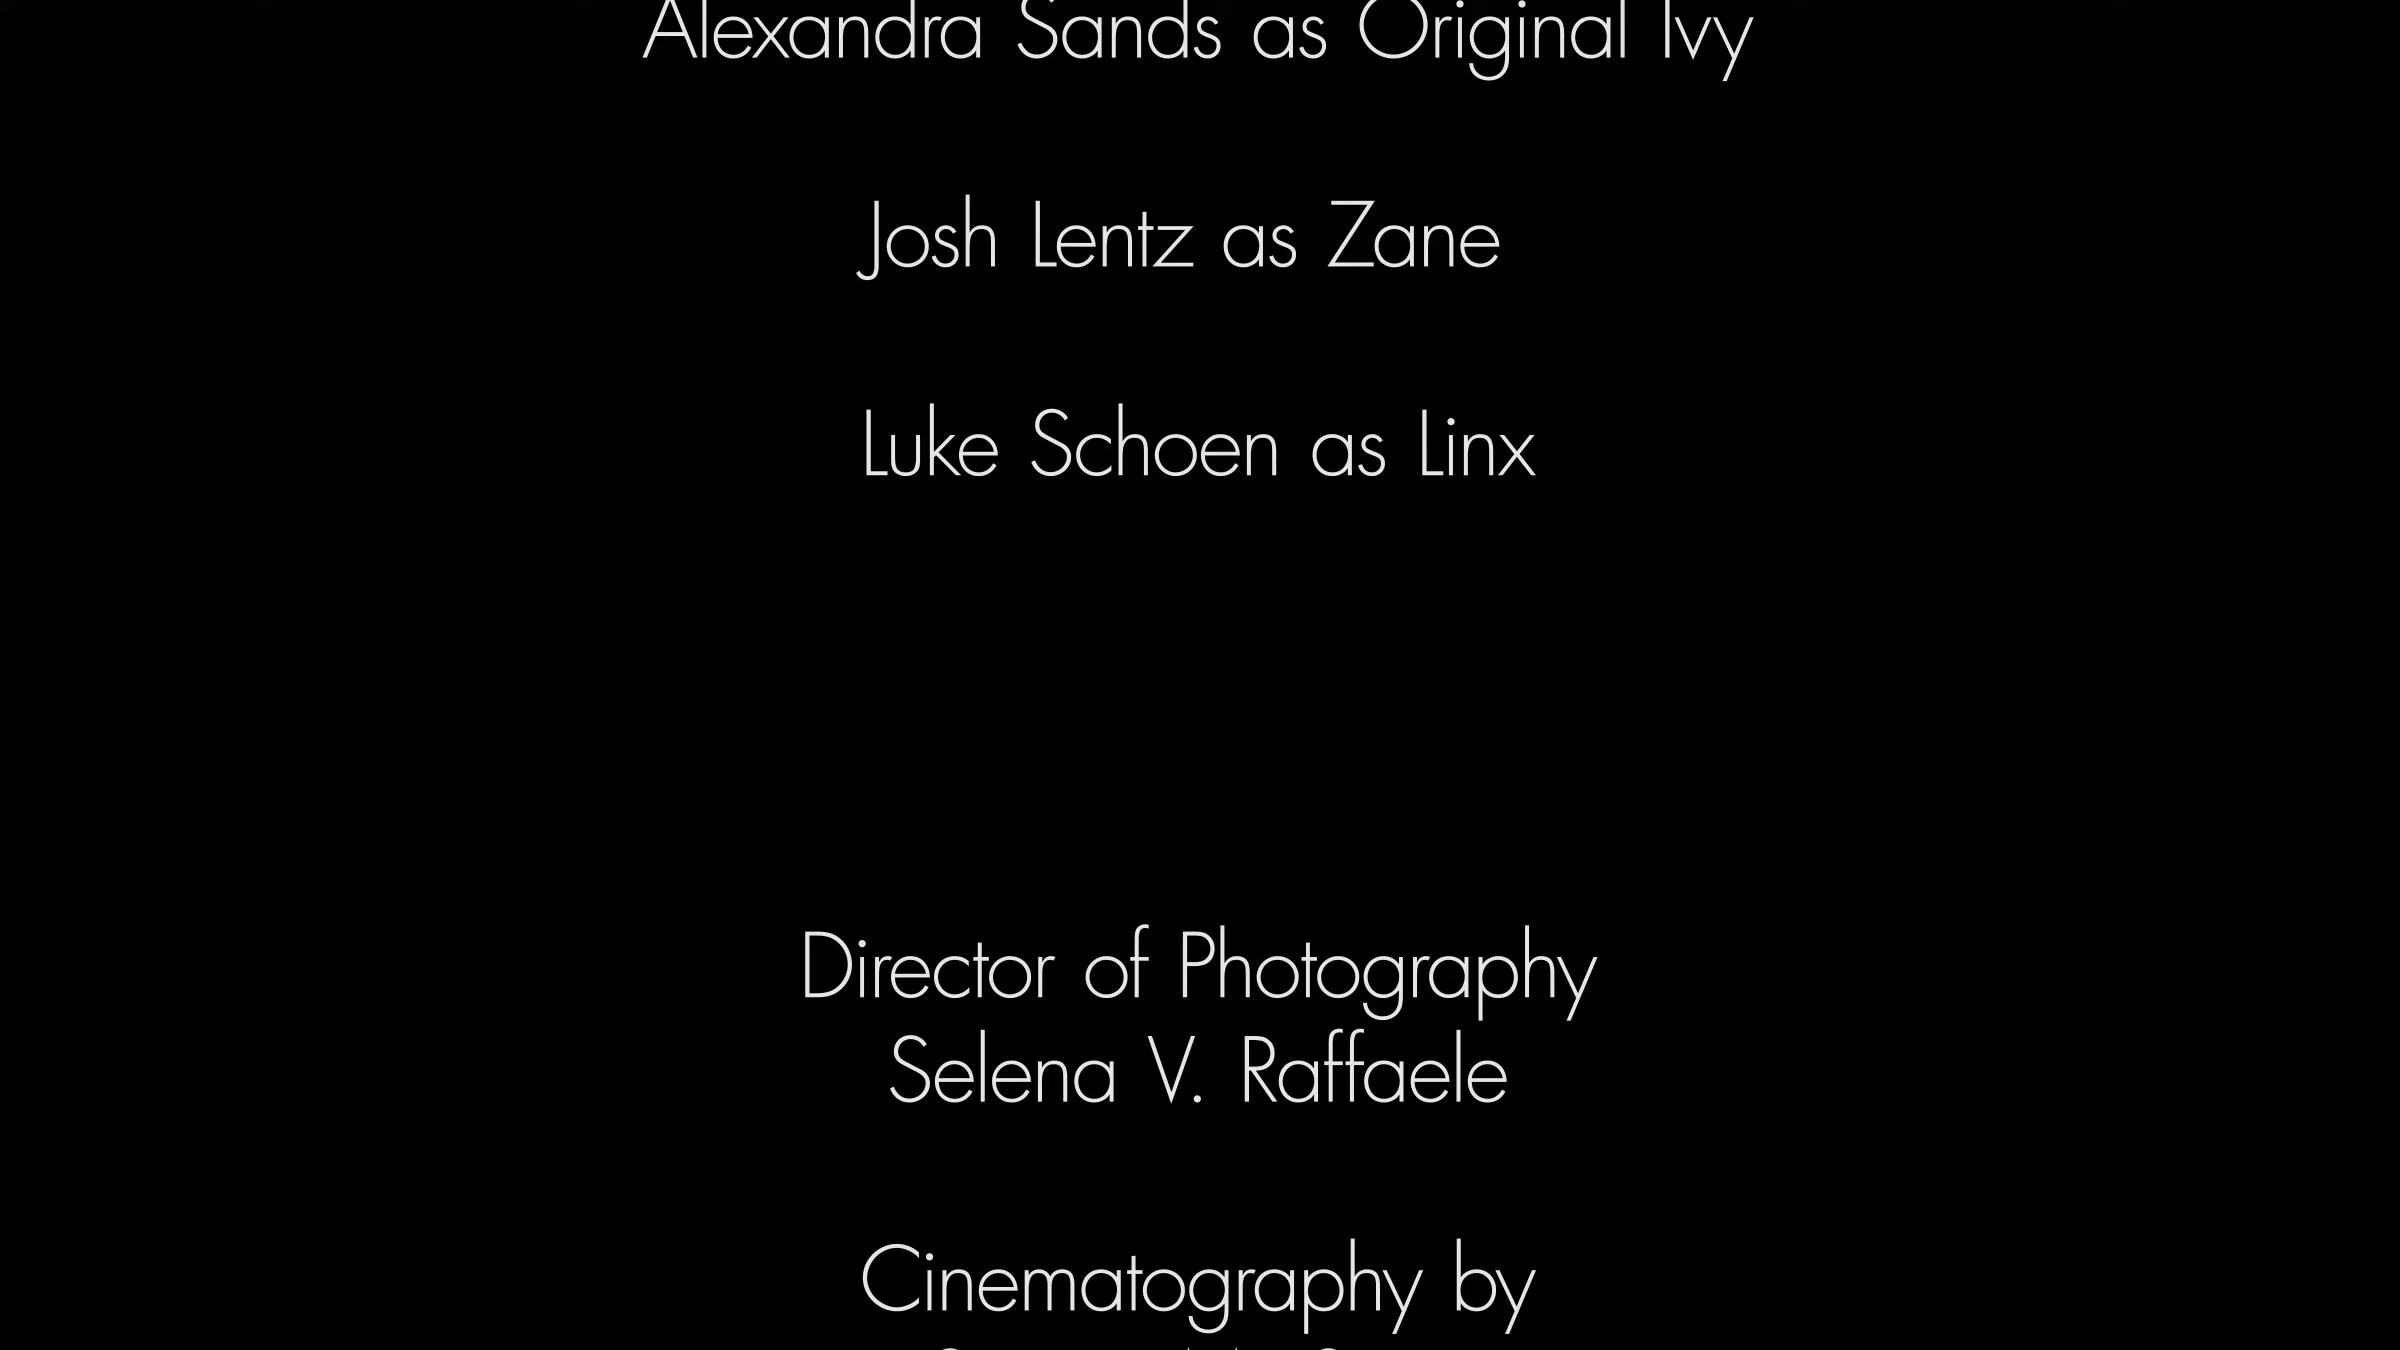 Alexandra Sands as Original Ivy
Josh Lentz as Zane
Luke Schoen as Linx
Director of Photography
Selena V. Raffaele
Cinematography by